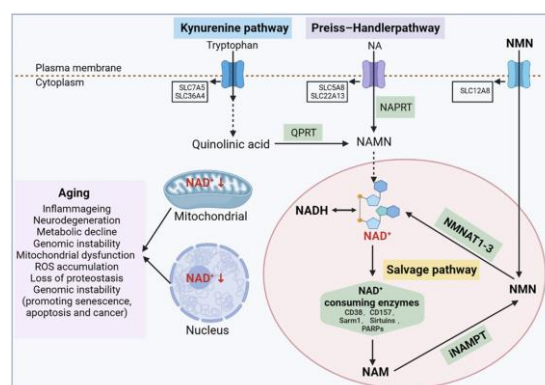 Kynurenine pathway
Tryptophan
Preiss–Handlerpathway
NA
NMN
Plasma membrane
Cytoplasm
SLC7A5
SLC36A4
SLC5A8
SLC22A13
SLC12A8
NAPRT
QPRT
Quinolinic acid
NAMN
Aging
Inflammageing
Neurodegeneration
Metabolic decline
Genomic instability
Mitochondrial dysfunction
ROS accumulation
Loss of proteostasis
Genomic instability
(promoting senescence,
apoptosis and cancer)
NAD⁺ ↓
Mitochondrial
NAD⁺ ↓
Nucleus
NADH
NAD⁺
NMNAT1-3
Salvage pathway
NAD⁺
consuming enzymes
CD38、CD157、
Sarm1、Sirtuins、
PARPs
NMN
iNAMPT
NAM